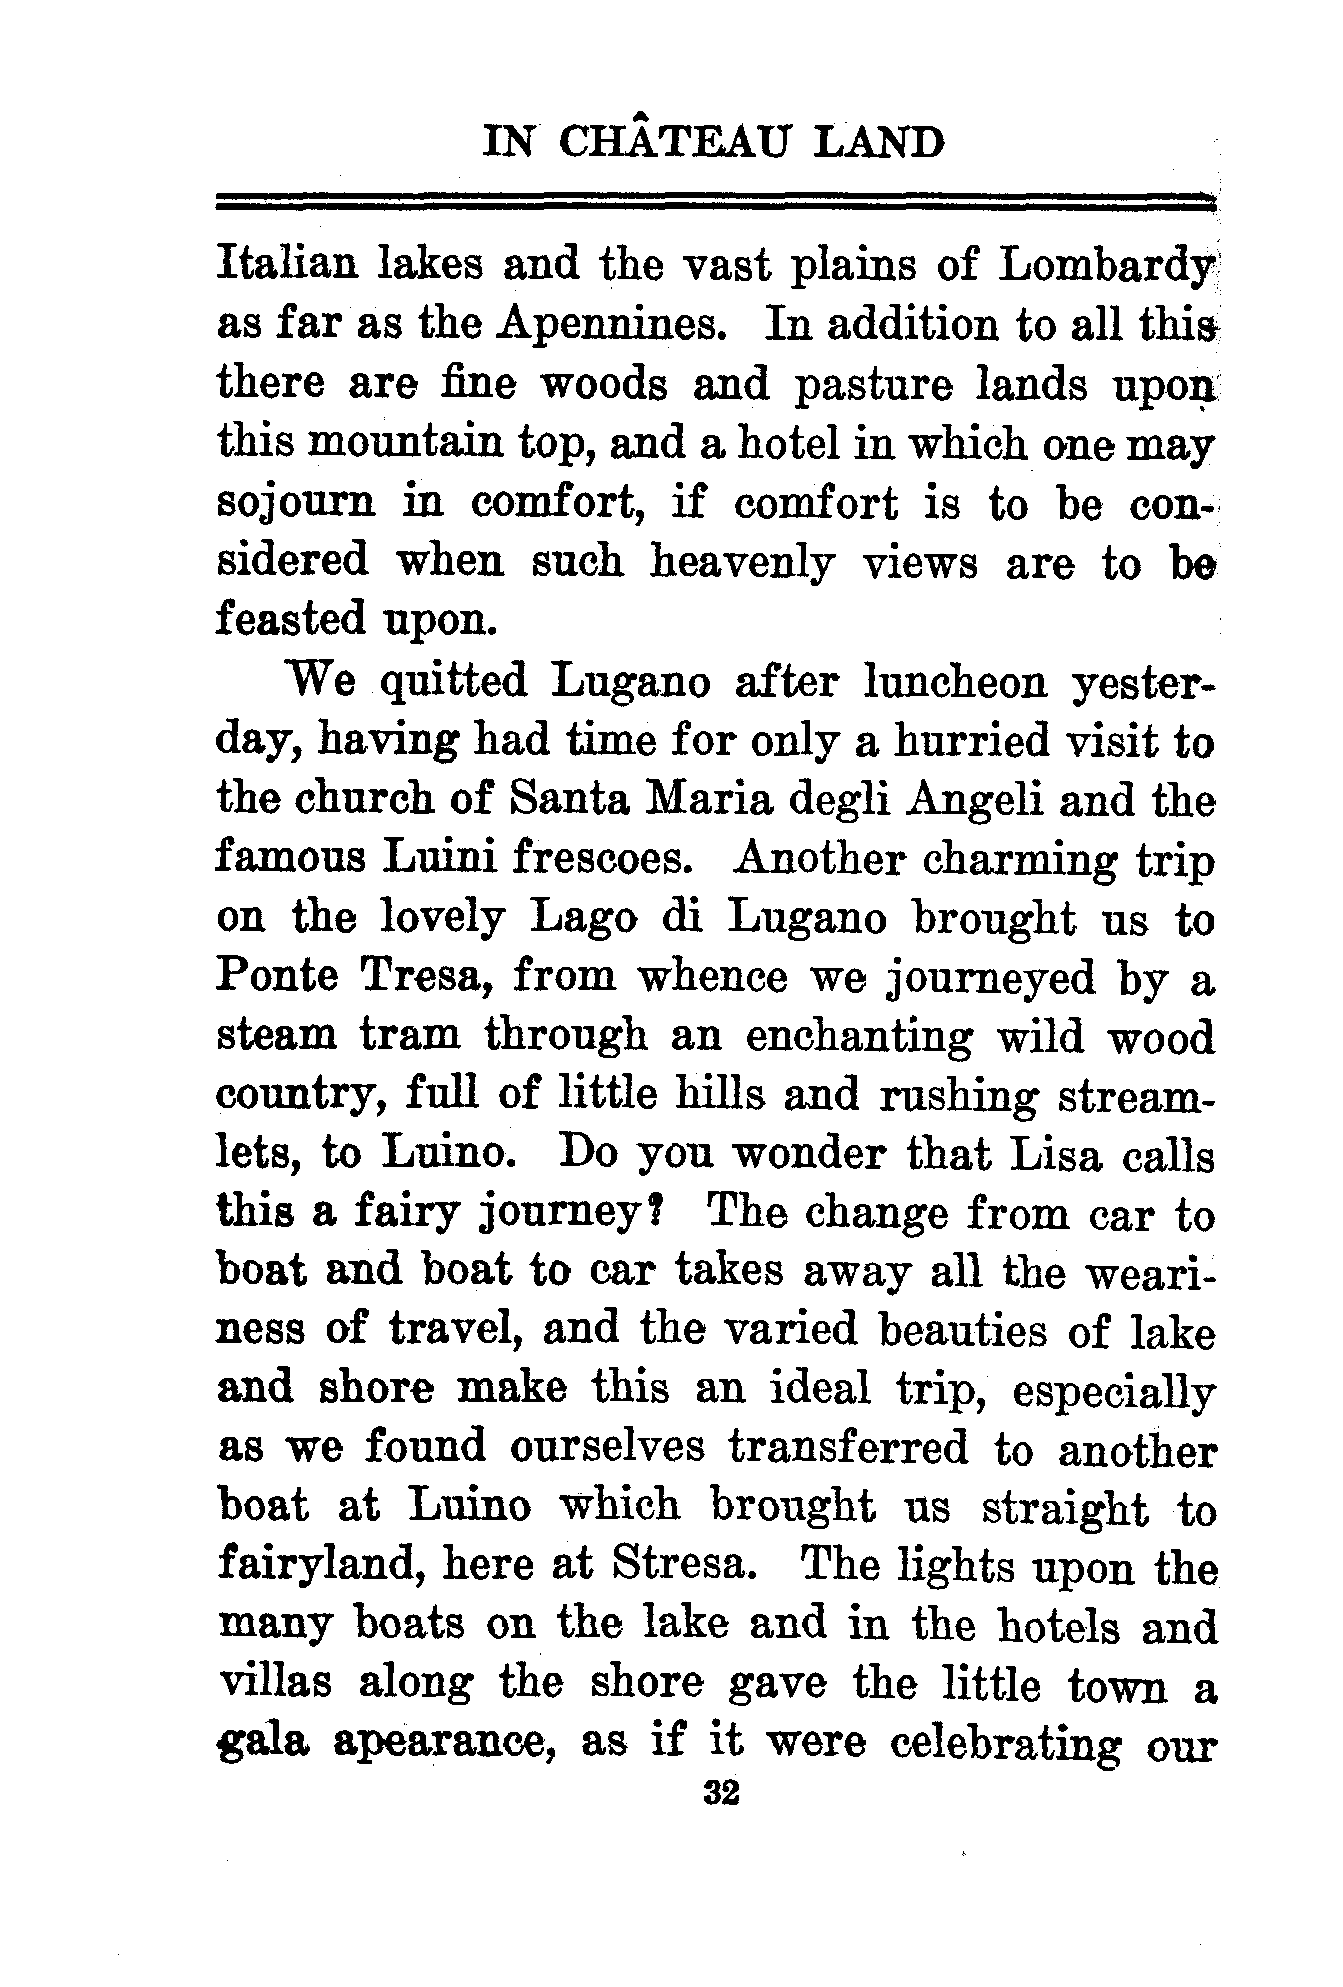 IN CHÂTEAU LAND
Italian lakes and the vast plains of Lombardy
as far as the Apennines. In addition to all this
there are fine woods and pasture lands upon
this mountain top, and a hotel in which one may
sojourn in comfort, if comfort is to be con-
sidered when such heavenly views are to be
feasted upon.
We quitted Lugano after luncheon yester-
day, having had time for only a hurried visit to
the church of Santa Maria degli Angeli and the
famous Luini frescoes. Another charming trip
on the lovely Lago di Lugano brought us to
Ponte Tresa, from whence we journeyed by a
steam tram through an enchanting wild wood
country, full of little hills and rushing stream-
lets, to Luino. Do you wonder that Lisa calls
this a fairy journey? The change from car to
boat and boat to car takes away all the weari-
ness of travel, and the varied beauties of lake
and shore make this an ideal trip, especially
as we found ourselves transferred to another
boat at Luino which brought us straight to
fairyland, here at Stresa. The lights upon the
many boats on the lake and in the hotels and
villas along the shore gave the little town a
gala apearance, as if it were celebrating our
32